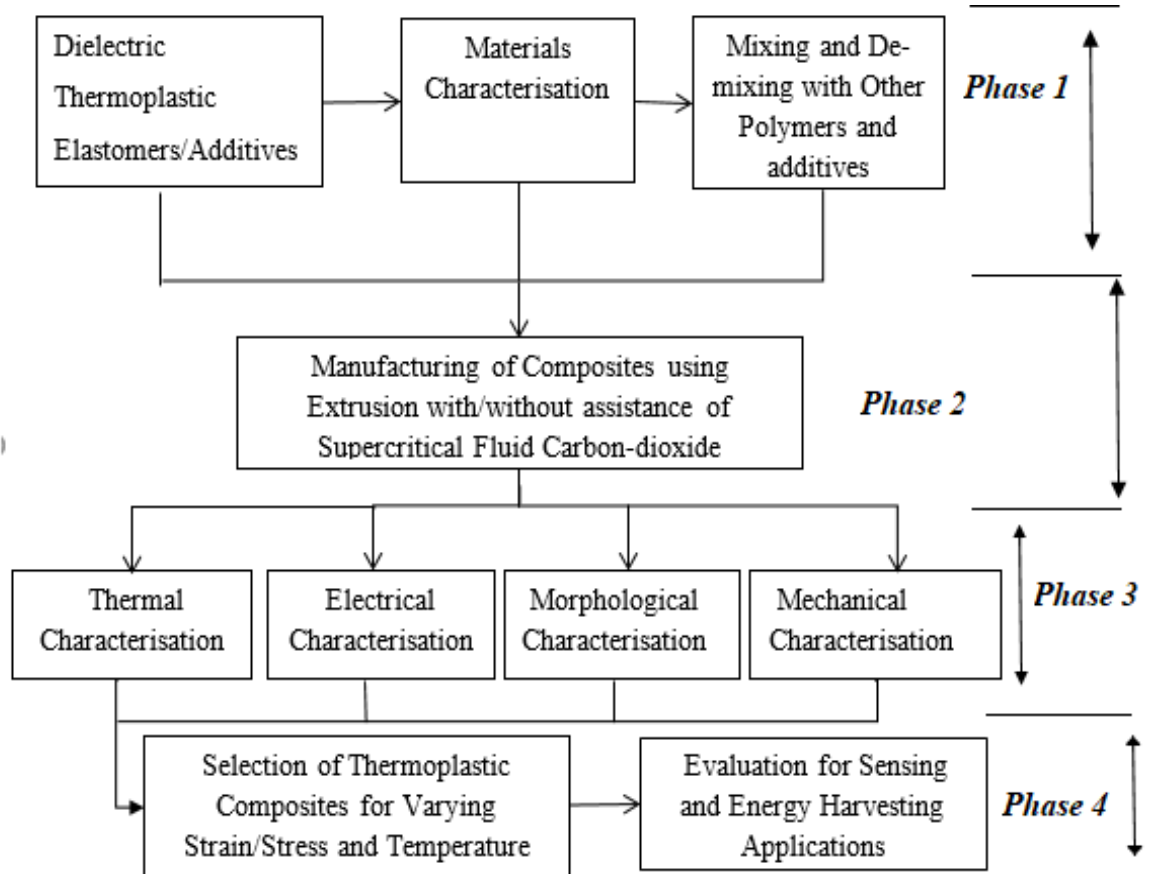 Dielectric
Thermoplastic
Elastomers/Additives
Materials
Characterisation
Mixing and De-
mixing with Other
Polymers and
additives
Phase 1
Manufacturing of Composites using
Extrusion with/without assistance of
Supercritical Fluid Carbon-dioxide
Phase 2
Thermal
Characterisation
Electrical
Characterisation
Morphological
Characterisation
Mechanical
Characterisation
Phase 3
Selection of Thermoplastic
Composites for Varying
Strain/Stress and Temperature
Evaluation for Sensing
and Energy Harvesting
Applications
Phase 4